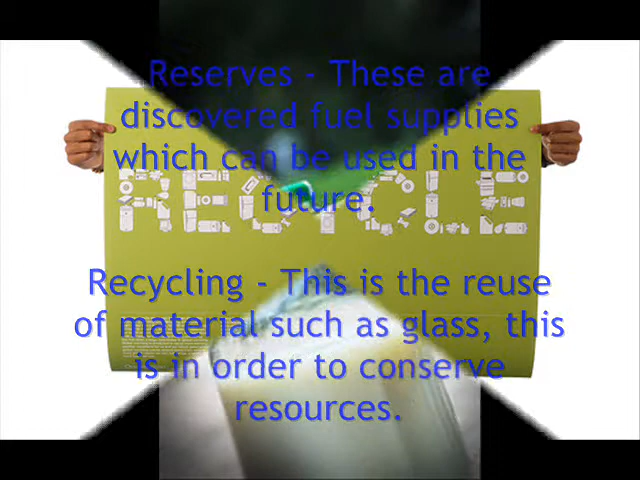 Reserves - These are
discovered fuel supplies
which can be used in the
future.
RECYCLE
Recycling - This is the reuse
of material such as glass, this
is in order to conserve
resources.